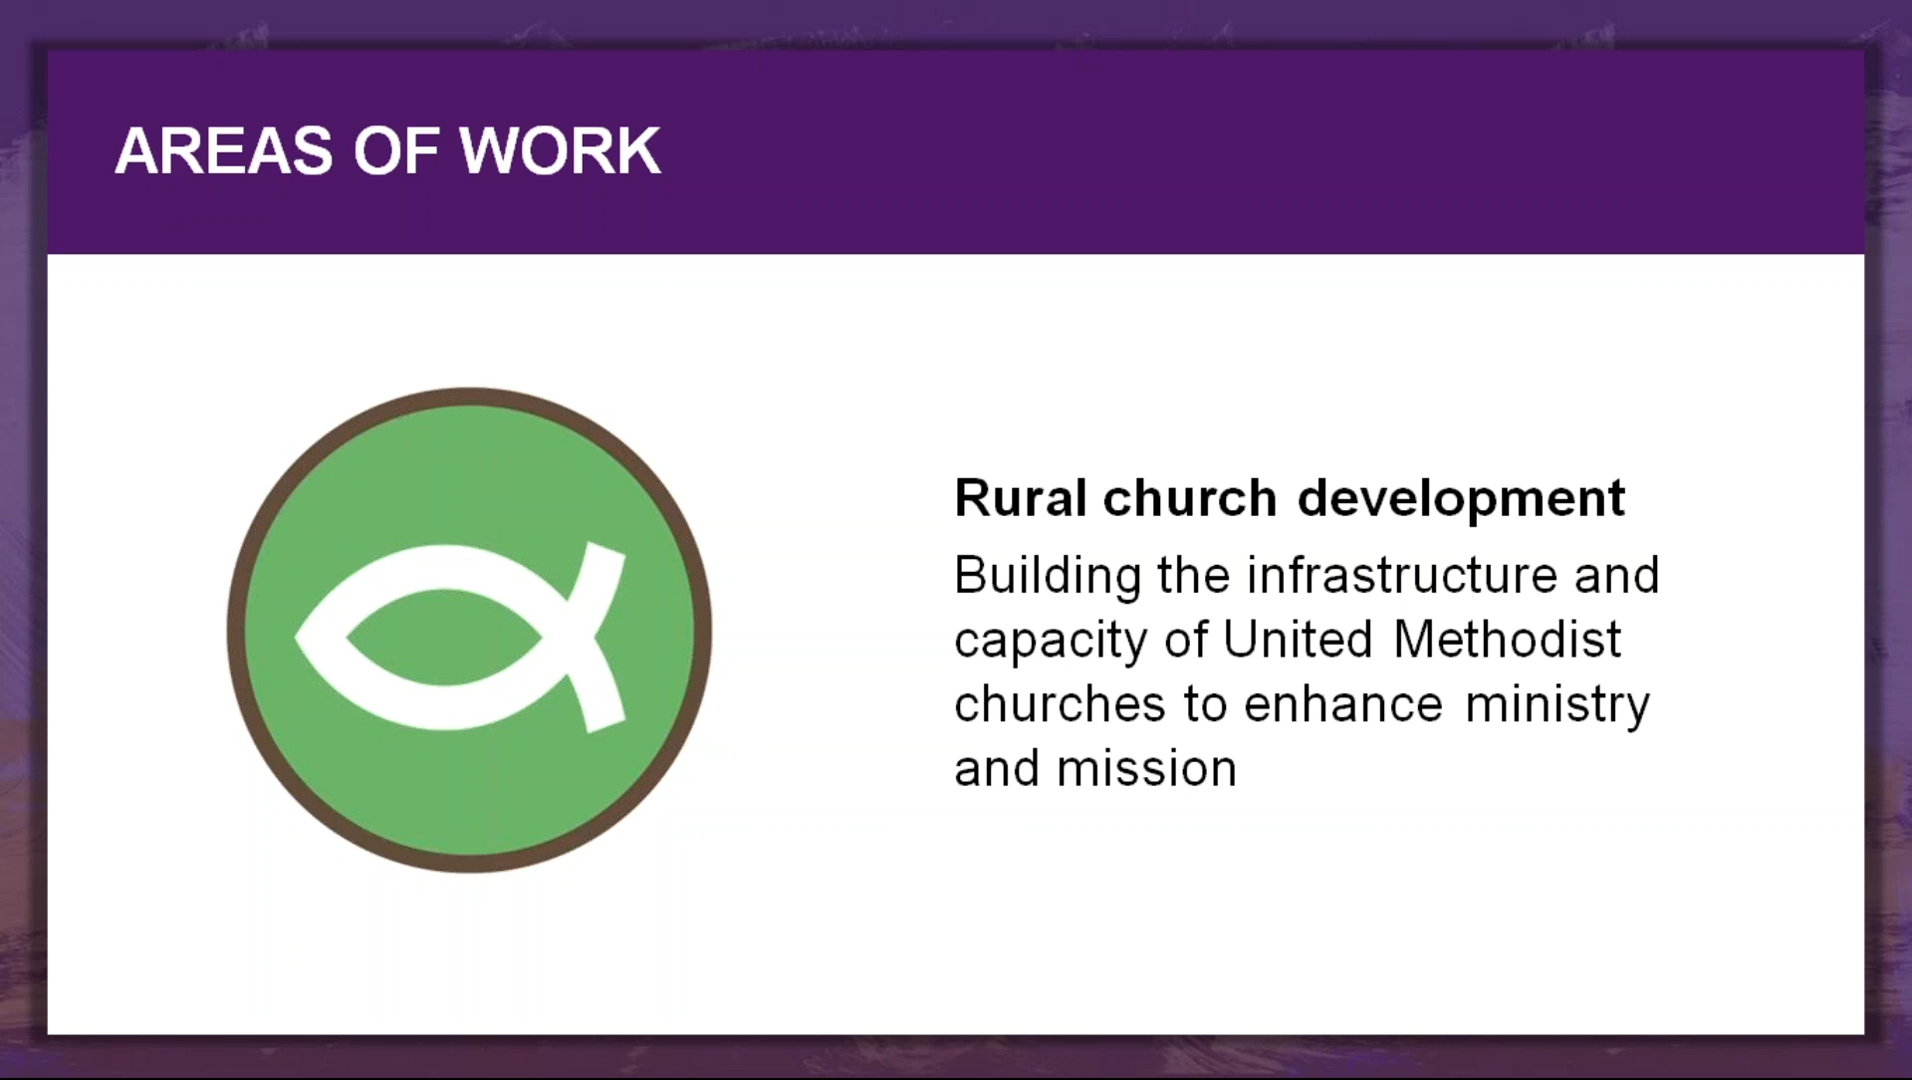 AREAS OF WORK
Rural church development
Building the infrastructure and
capacity of United Methodist
churches to enhance ministry
and mission